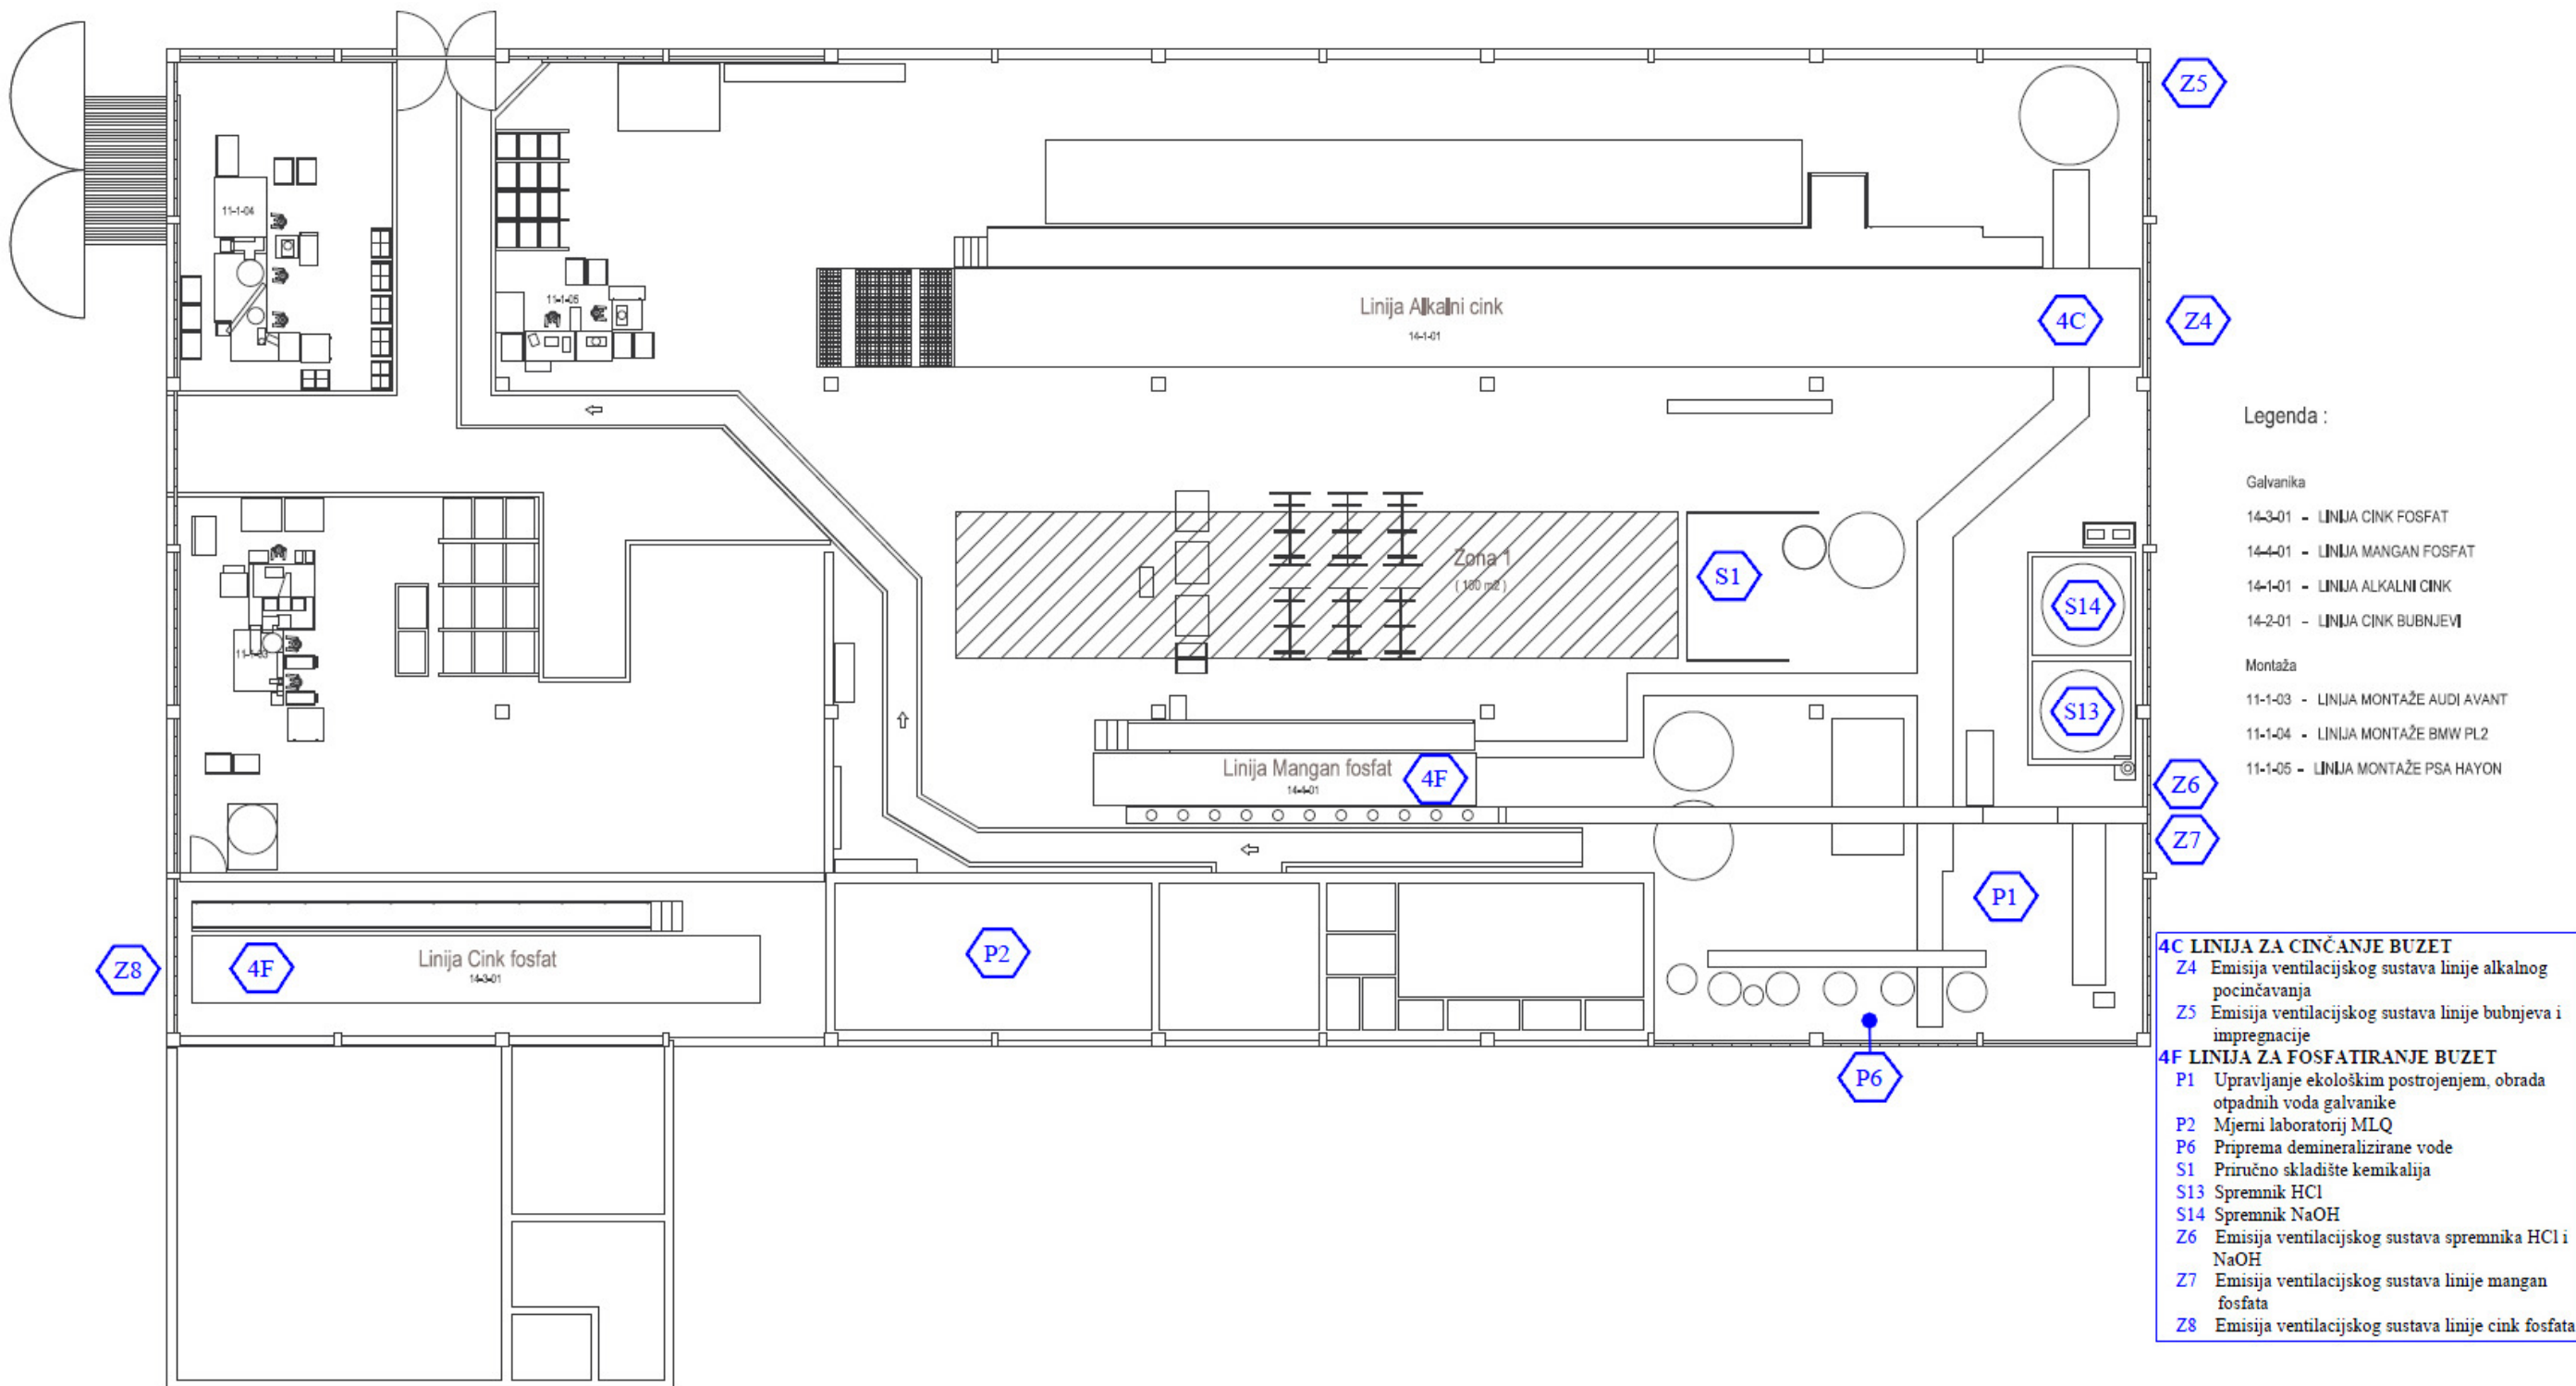 Z5
11-1-04
11-1-05
Linija Alkalni cink
14-1-01
4C
Z4
Legenda :
Galvanika
14-3-01 - LINIJA CINK FOSFAT
14-4-01 - LINIJA MANGAN FOSFAT
14-1-01 - LINIJA ALKALNI CINK
14-2-01 - LINIJA CINK BUBNJEVI
Montaža
11-1-03 - LINIJA MONTAŽE AUDI AVANT
11-1-04 - LINIJA MONTAŽE BMW PL2
11-1-05 - LINIJA MONTAŽE PSA HAYON
Zona 1
( 100 m2 )
S1
S14
S13
11-1-03
Linija Mangan fosfat
14-4-01
4F
Z6
Z7
P1
P2
Z8
4F
Linija Cink fosfat
14-3-01
P6
4C LINIJA ZA CINČANJE BUZET
Z4 Emisija ventilacijskog sustava linije alkalnog
pocinčavanja
Z5 Emisija ventilacijskog sustava linije bubnjeva i
impregnacije
4F LINIJA ZA FOSFATIRANJE BUZET
P1 Upravljanje ekološkim postrojenjem, obrada
otpadnih voda galvanike
P2 Mjerni laboratorij MLQ
P6 Priprema demineralizirane vode
S1 Priručno skladište kemikalija
S13 Spremnik HCl
S14 Spremnik NaOH
Z6 Emisija ventilacijskog sustava spremnika HCl i
NaOH
Z7 Emisija ventilacijskog sustava linije mangan
fosfata
Z8 Emisija ventilacijskog sustava linije cink fosfata